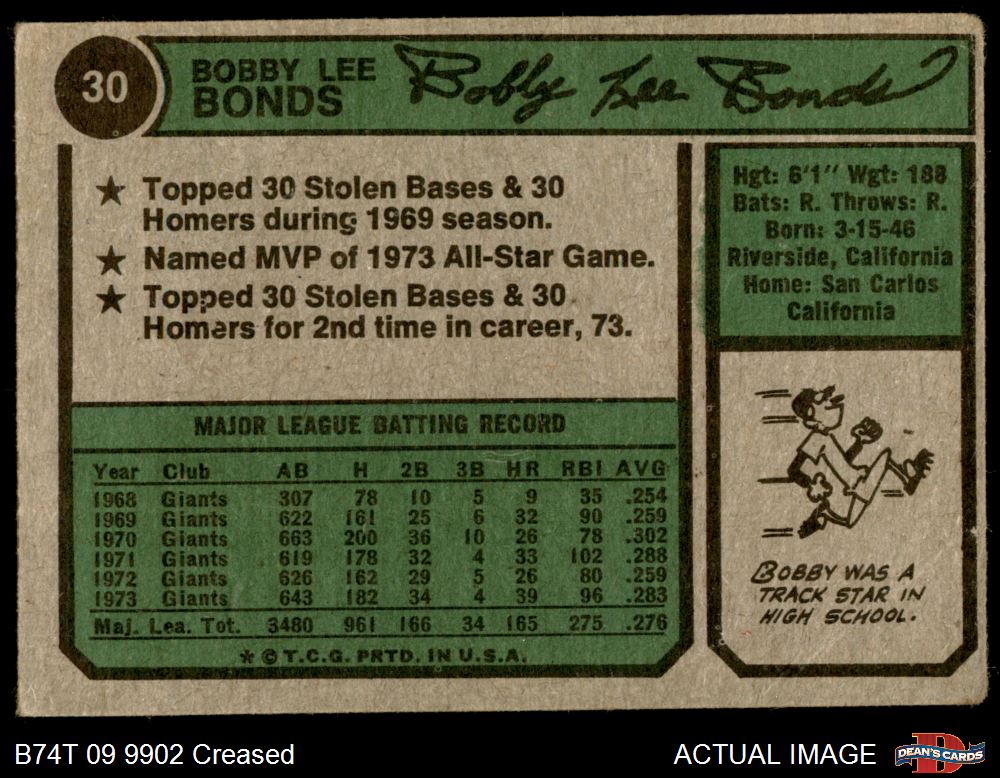 30
BOBBY LEE
BONDS
Bobby Lee Bonds
★ Topped 30 Stolen Bases & 30
Homers during 1969 season.
★ Named MVP of 1973 All-Star Game.
★ Topped 30 Stolen Bases & 30
Homers for 2nd time in career, 73.
Hgt: 6'1" Wgt: 188
Bats: R. Throws: R.
Born: 3-15-46
Riverside, California
Home: San Carlos
California
MAJOR LEAGUE BATTING RECORD
Year Club AB H 2B 3B HR RBI AVG
1968 Giants 307 78 10 5 9 35 .254
1969 Giants 622 161 25 6 32 90 .259
1970 Giants 663 200 36 10 26 78 .302
1971 Giants 619 178 32 4 33 102 .288
1972 Giants 626 162 29 5 26 80 .259
1973 Giants 643 182 34 4 39 96 .283
Maj. Lea. Tot. 3480 961 166 34 165 275 .276
* © T.C.G. PRTD. IN U.S.A.
BOBBY WAS A
TRACK STAR IN
HIGH SCHOOL.
B74T 09 9902 Creased
ACTUAL IMAGE
DEAN'S CARDS